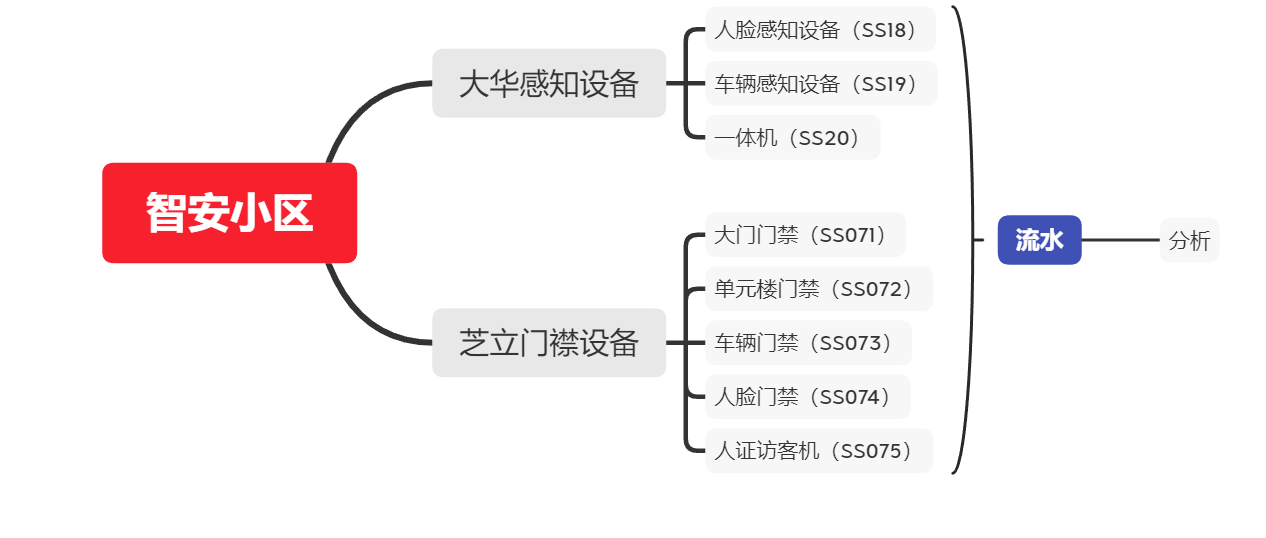 智安小区
大华感知设备
人脸感知设备（SS18）
车辆感知设备（SS19）
一体机（SS20）
芝立门襟设备
大门门禁（SS071）
单元楼门禁（SS072）
车辆门禁（SS073）
人脸门禁（SS074）
人证访客机（SS075）
流水
分析